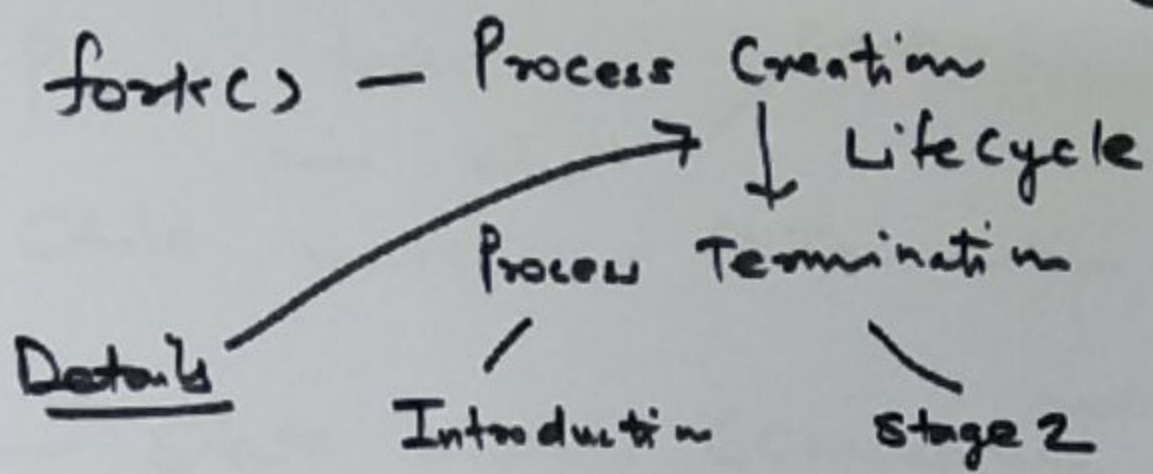 fork() — Process Creation
Lifecycle
Process Termination
Details
Introduction
Stage 2